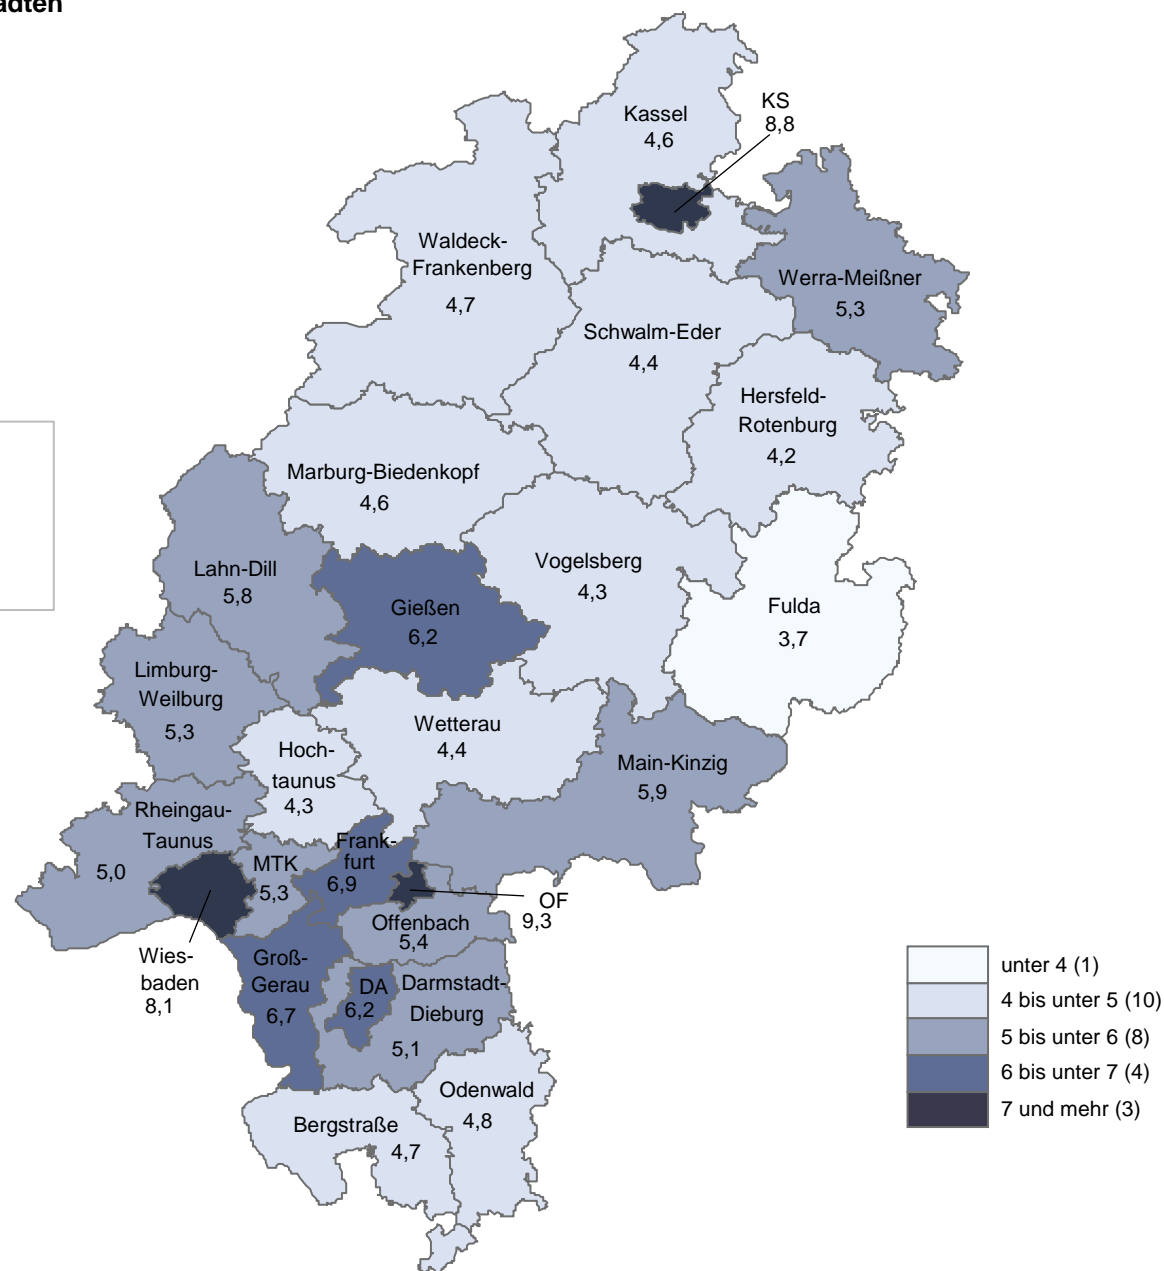 ädten
KS
8,8
Kassel
4,6
Waldeck-
Frankenberg
4,7
Werra-Meißner
5,3
Schwalm-Eder
4,4
Hersfeld-
Rotenburg
4,2
Marburg-Biedenkopf
4,6
Vogelsberg
4,3
Lahn-Dill
5,8
Gießen
6,2
Fulda
3,7
Limburg-
Weilburg
5,3
Wetterau
4,4
Hoch-
taunus
4,3
Main-Kinzig
5,9
Rheingau-
Taunus
5,0
MTK
5,3
Frank-
furt
6,9
OF
9,3
Offenbach
5,4
Wies-
baden
8,1
Groß-
Gerau
6,7
DA
6,2
Darmstadt-
Dieburg
5,1
Odenwald
4,8
Bergstraße
4,7
unter 4 (1)
4 bis unter 5 (10)
5 bis unter 6 (8)
6 bis unter 7 (4)
7 und mehr (3)